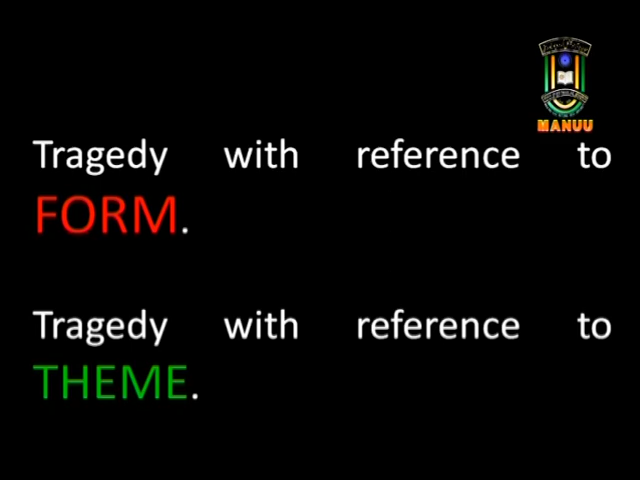 MANUU
Tragedy with reference to
FORM.
Tragedy with reference to
THEME.